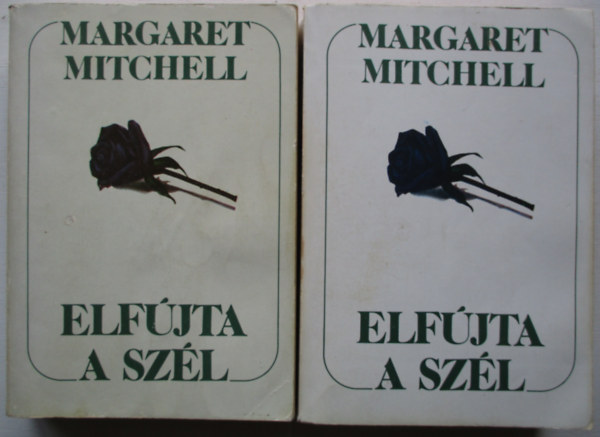 MARGARET
MITCHELL
ELFÚJTA
A SZÉL
MARGARET
MITCHELL
ELFÚJTA
A SZÉL